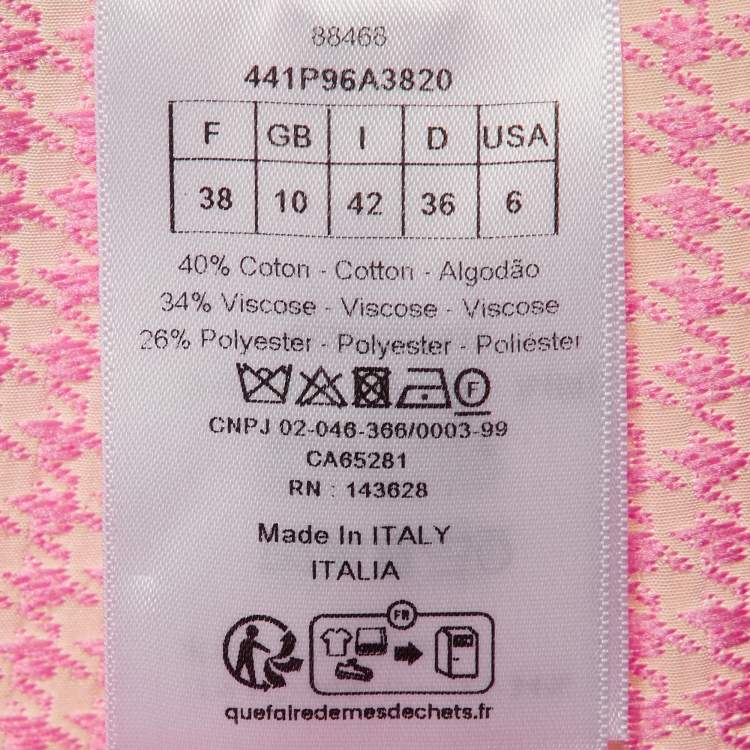 88468
441P96A3820
F GB I D USA
38 10 42 36 6
40% Coton - Cotton - Algodão
34% Viscose - Viscose - Viscose
26% Polyester - Polyester - Poliéster
F
CNPJ 02-046-366/0003-99
CA65281
RN : 143628
Made In ITALY
ITALIA
FR
quefairedemesdechets.fr